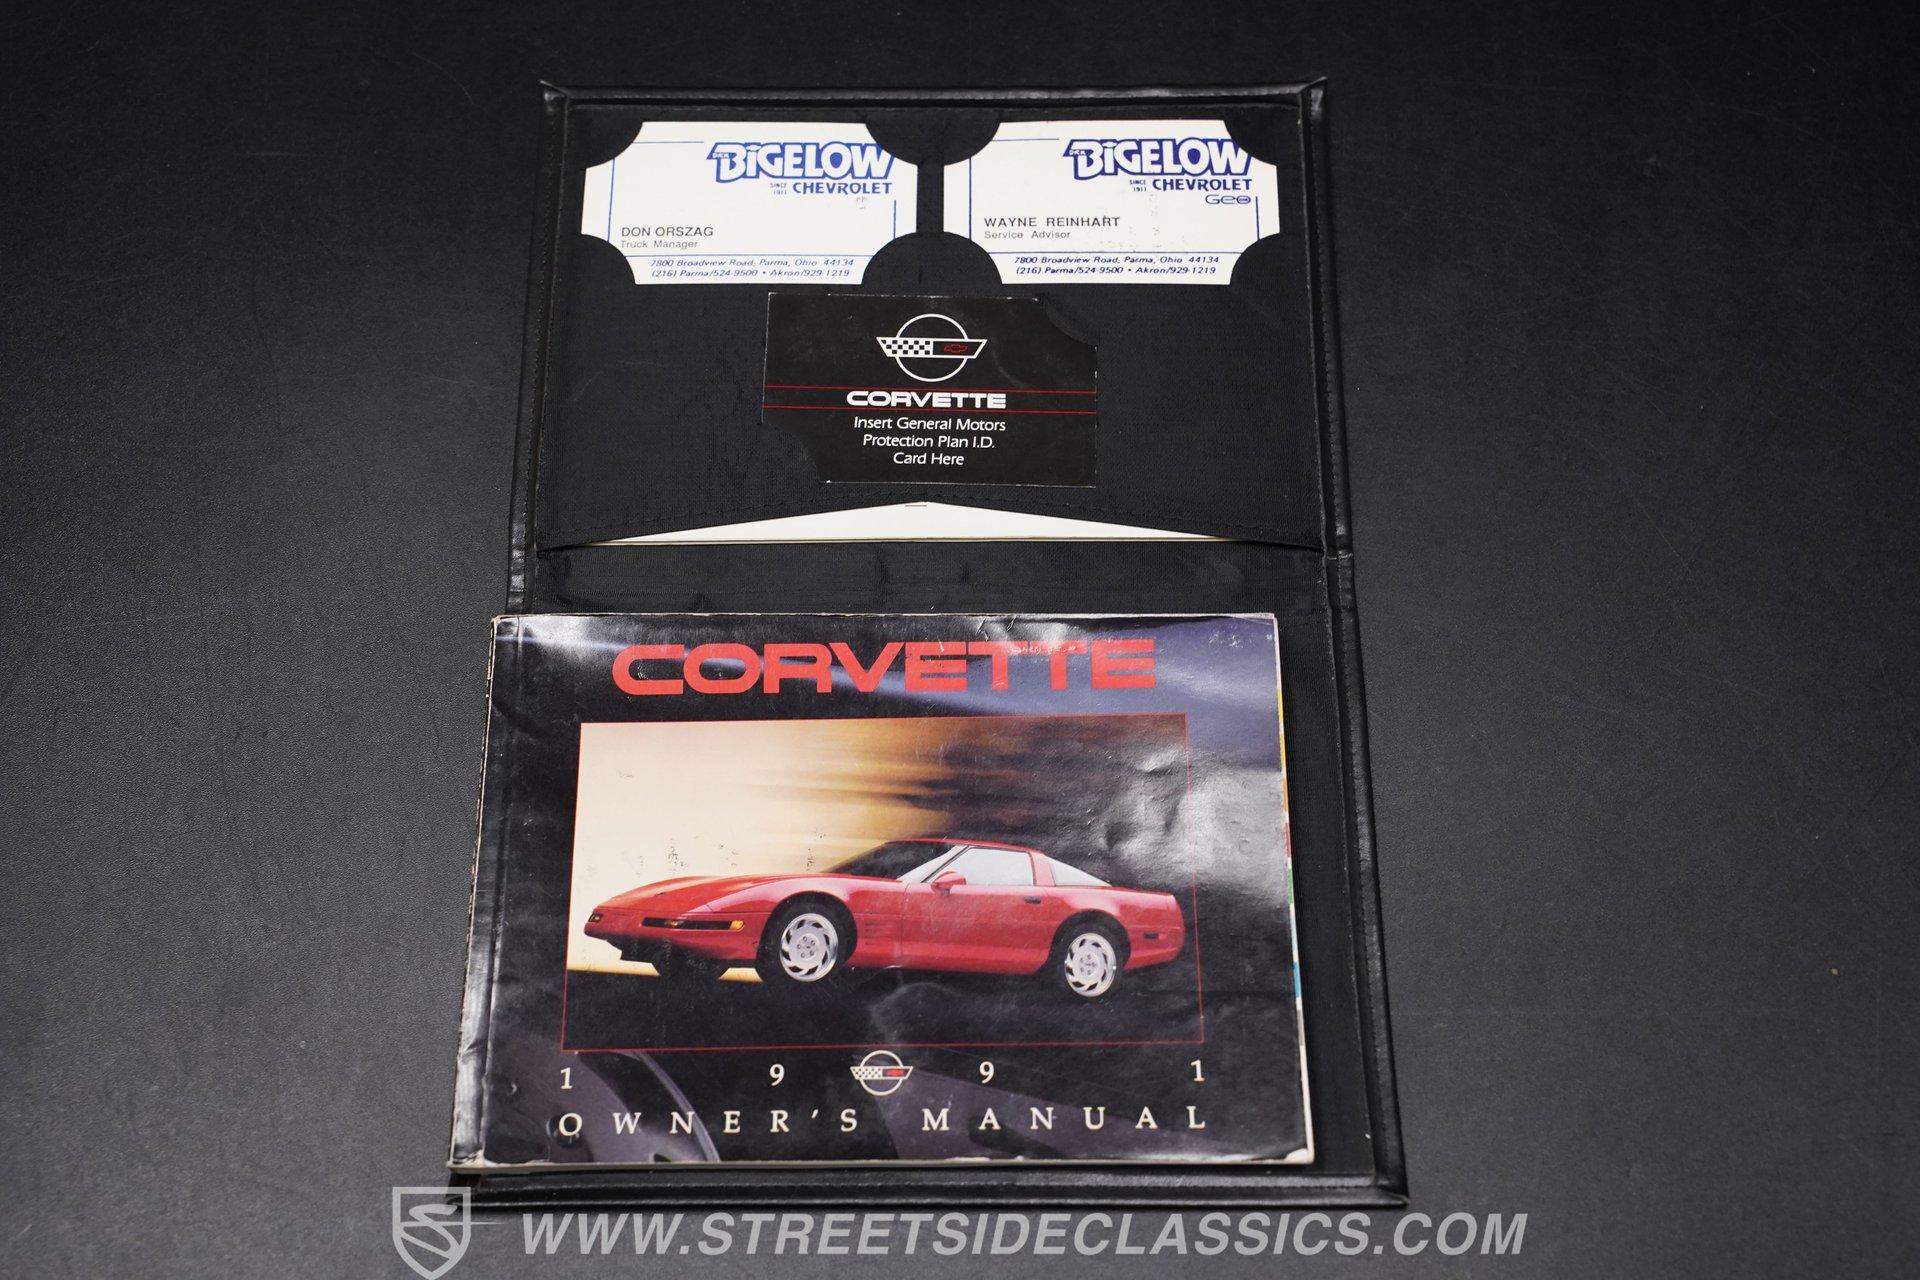 DICK
BIGELOW
SINCE 1911 CHEVROLET
DON ORSZAG
Truck Manager
7800 Broadview Road, Parma, Ohio 44134
(216) Parma/524-9500 • Akron/929-1219
DICK
BIGELOW
SINCE 1911 CHEVROLET
Geo
WAYNE REINHART
Service Advisor
7800 Broadview Road, Parma, Ohio 44134
(216) Parma/524-9500 • Akron/929-1219
CORVETTE
Insert General Motors
Protection Plan I.D.
Card Here
CORVETTE
1 9 9 1
OWNER'S MANUAL
WWW.STREETSIDECLASSICS.COM